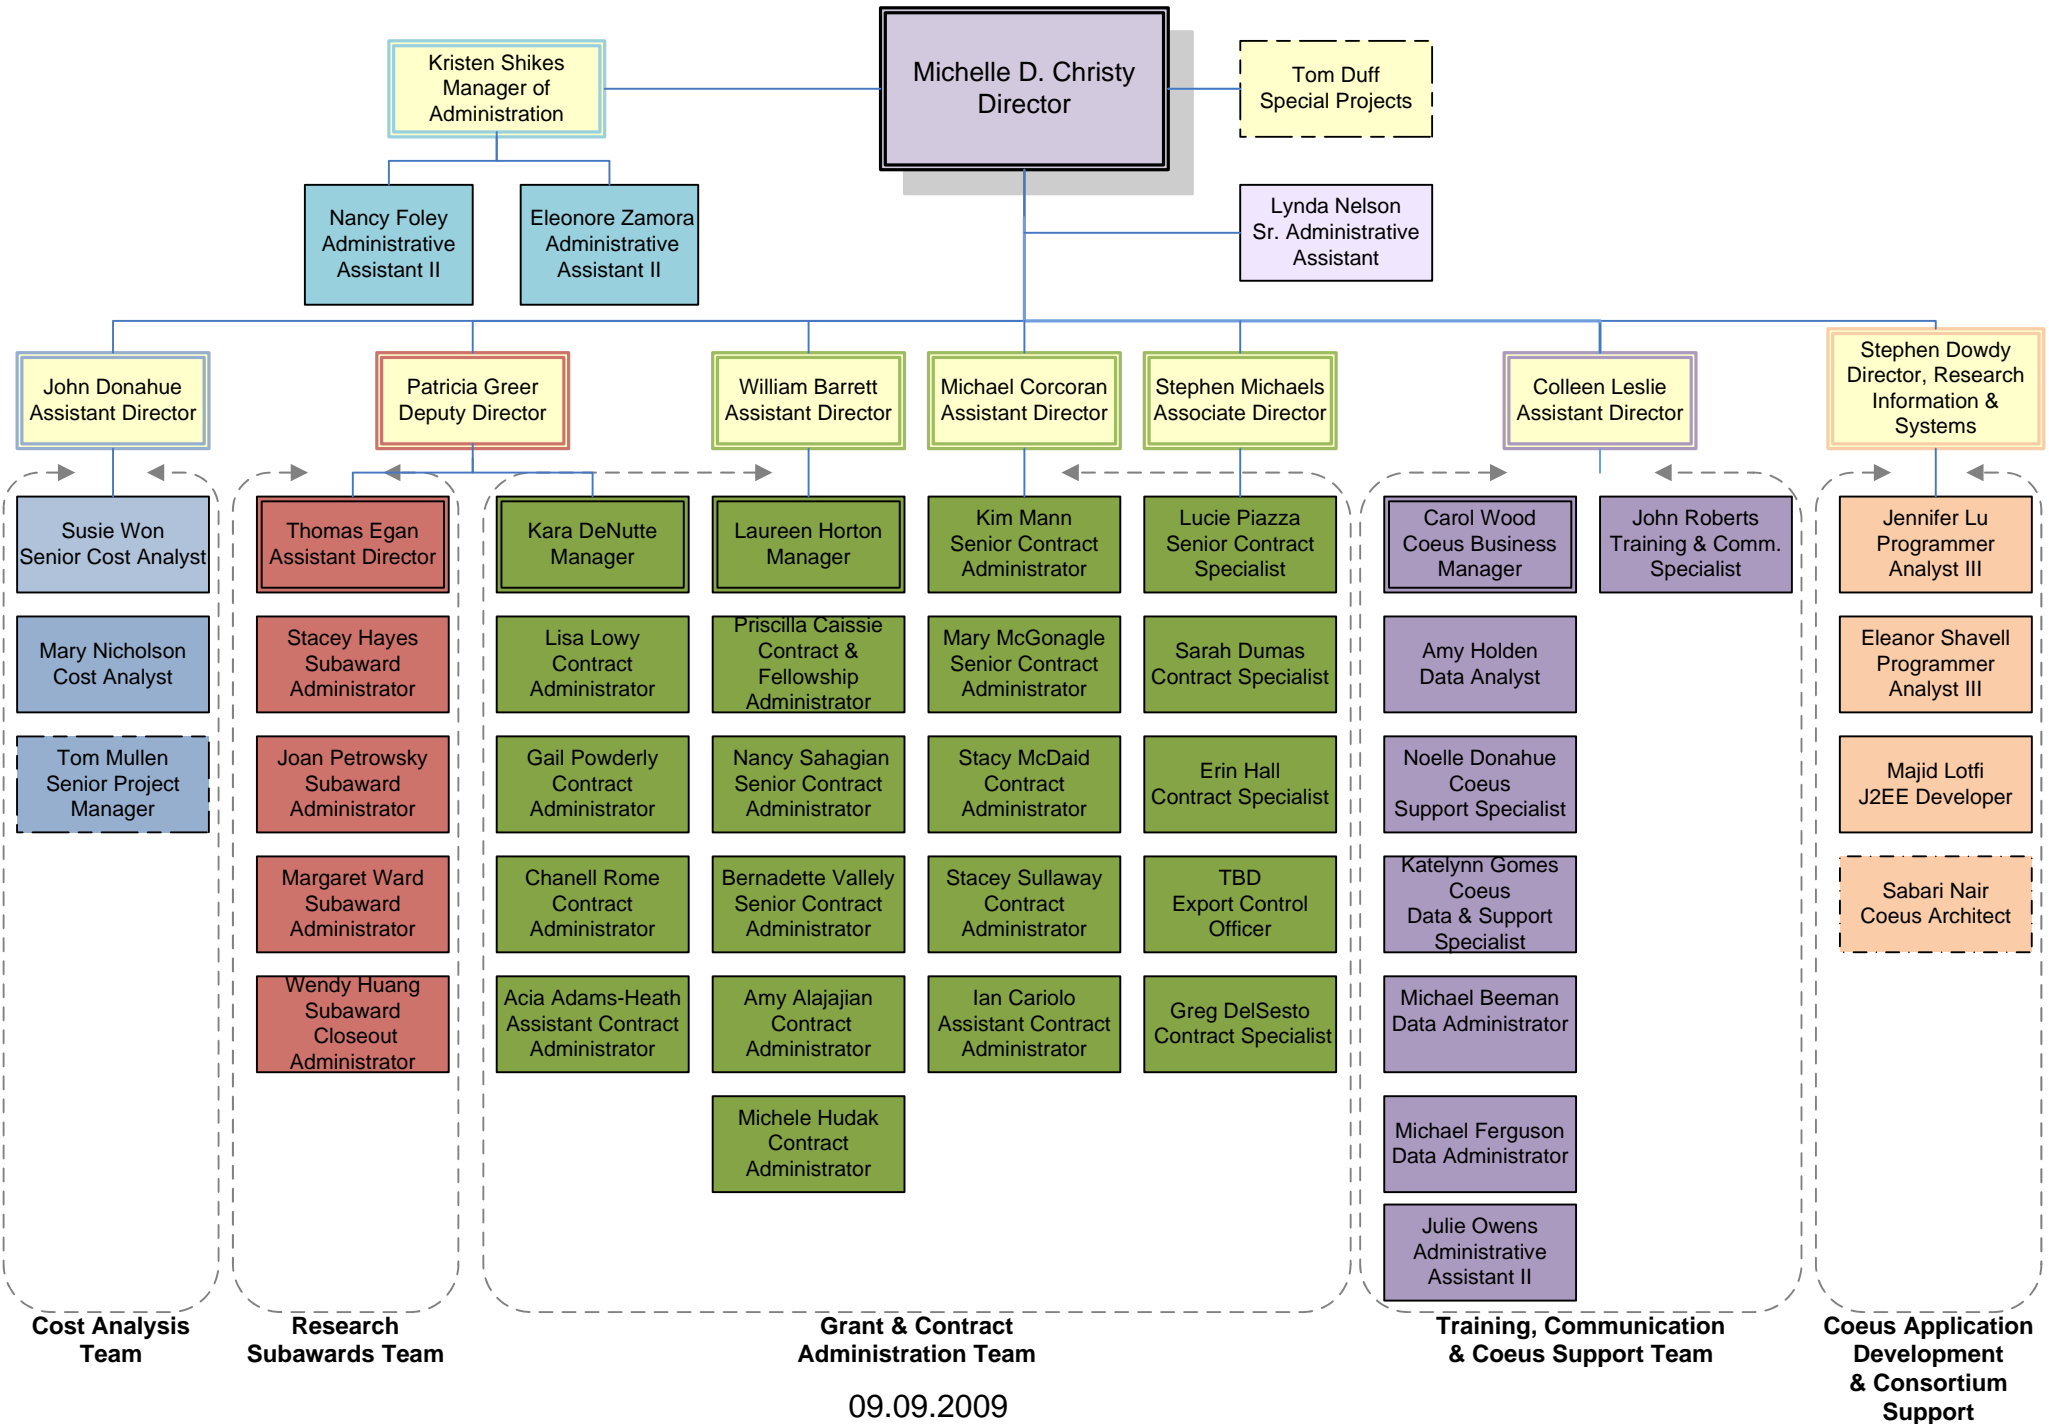 Kristen Shikes
Manager of
Administration
Michelle D. Christy
Director
Tom Duff
Special Projects
Nancy Foley
Administrative
Assistant II
Eleonore Zamora
Administrative
Assistant II
Lynda Nelson
Sr. Administrative
Assistant
John Donahue
Assistant Director
Patricia Greer
Deputy Director
William Barrett
Assistant Director
Michael Corcoran
Assistant Director
Stephen Michaels
Associate Director
Colleen Leslie
Assistant Director
Stephen Dowdy
Director, Research
Information &
Systems
Susie Won
Senior Cost Analyst
Thomas Egan
Assistant Director
Kara DeNutte
Manager
Laureen Horton
Manager
Kim Mann
Senior Contract
Administrator
Lucie Piazza
Senior Contract
Specialist
Carol Wood
Coeus Business
Manager
John Roberts
Training & Comm.
Specialist
Jennifer Lu
Programmer
Analyst III
Mary Nicholson
Cost Analyst
Stacey Hayes
Subaward
Administrator
Lisa Lowy
Contract
Administrator
Priscilla Caissie
Contract &
Fellowship
Administrator
Mary McGonagle
Senior Contract
Administrator
Sarah Dumas
Contract Specialist
Amy Holden
Data Analyst
Eleanor Shavell
Programmer
Analyst III
Tom Mullen
Senior Project
Manager
Joan Petrowsky
Subaward
Administrator
Gail Powderly
Contract
Administrator
Nancy Sahagian
Senior Contract
Administrator
Stacy McDaid
Contract
Administrator
Erin Hall
Contract Specialist
Noelle Donahue
Coeus
Support Specialist
Majid Lotfi
J2EE Developer
Margaret Ward
Subaward
Administrator
Chanell Rome
Contract
Administrator
Bernadette Vallely
Senior Contract
Administrator
Stacey Sullaway
Contract
Administrator
TBD
Export Control
Officer
Katelynn Gomes
Coeus
Data & Support
Specialist
Sabari Nair
Coeus Architect
Wendy Huang
Subaward
Closeout
Administrator
Acia Adams-Heath
Assistant Contract
Administrator
Amy Alajajian
Contract
Administrator
Ian Cariolo
Assistant Contract
Administrator
Greg DelSesto
Contract Specialist
Michael Beeman
Data Administrator
Michele Hudak
Contract
Administrator
Michael Ferguson
Data Administrator
Julie Owens
Administrative
Assistant II
Cost Analysis
Team
Research
Subawards Team
Grant & Contract
Administration Team
Training, Communication
& Coeus Support Team
Coeus Application
Development
& Consortium
Support
09.09.2009